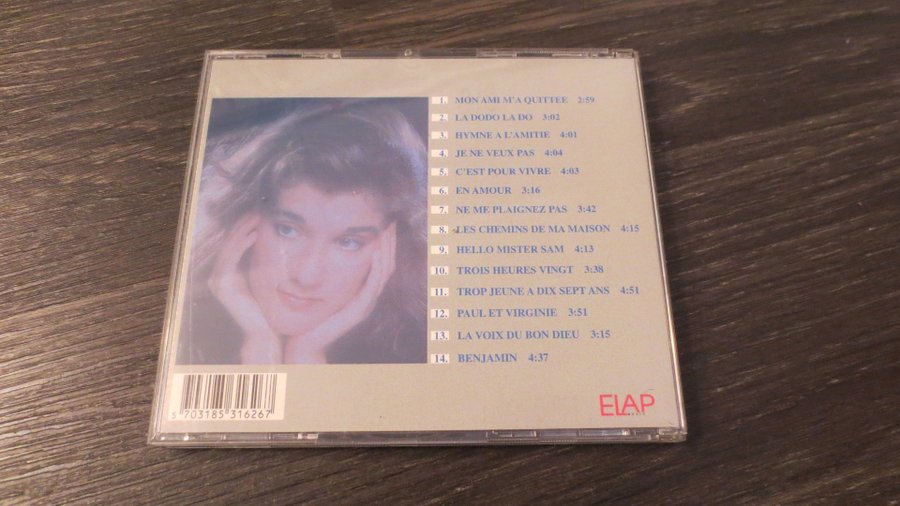 1. MON AMI M'A QUITTEE 2:59
2. LA DODO LA DO 3:02
3. HYMNE A L'AMITIE 4:01
4. JE NE VEUX PAS 4:04
5. C'EST POUR VIVRE 4:03
6. EN AMOUR 3:16
7. NE ME PLAIGNEZ PAS 3:42
8. LES CHEMINS DE MA MAISON 4:15
9. HELLO MISTER SAM 4:13
10. TROIS HEURES VINGT 3:38
11. TROP JEUNE A DIX SEPT ANS 4:51
12. PAUL ET VIRGINIE 3:51
13. LA VOIX DU BON DIEU 3:15
14. BENJAMIN 4:37
5 703185 316267
ELAP